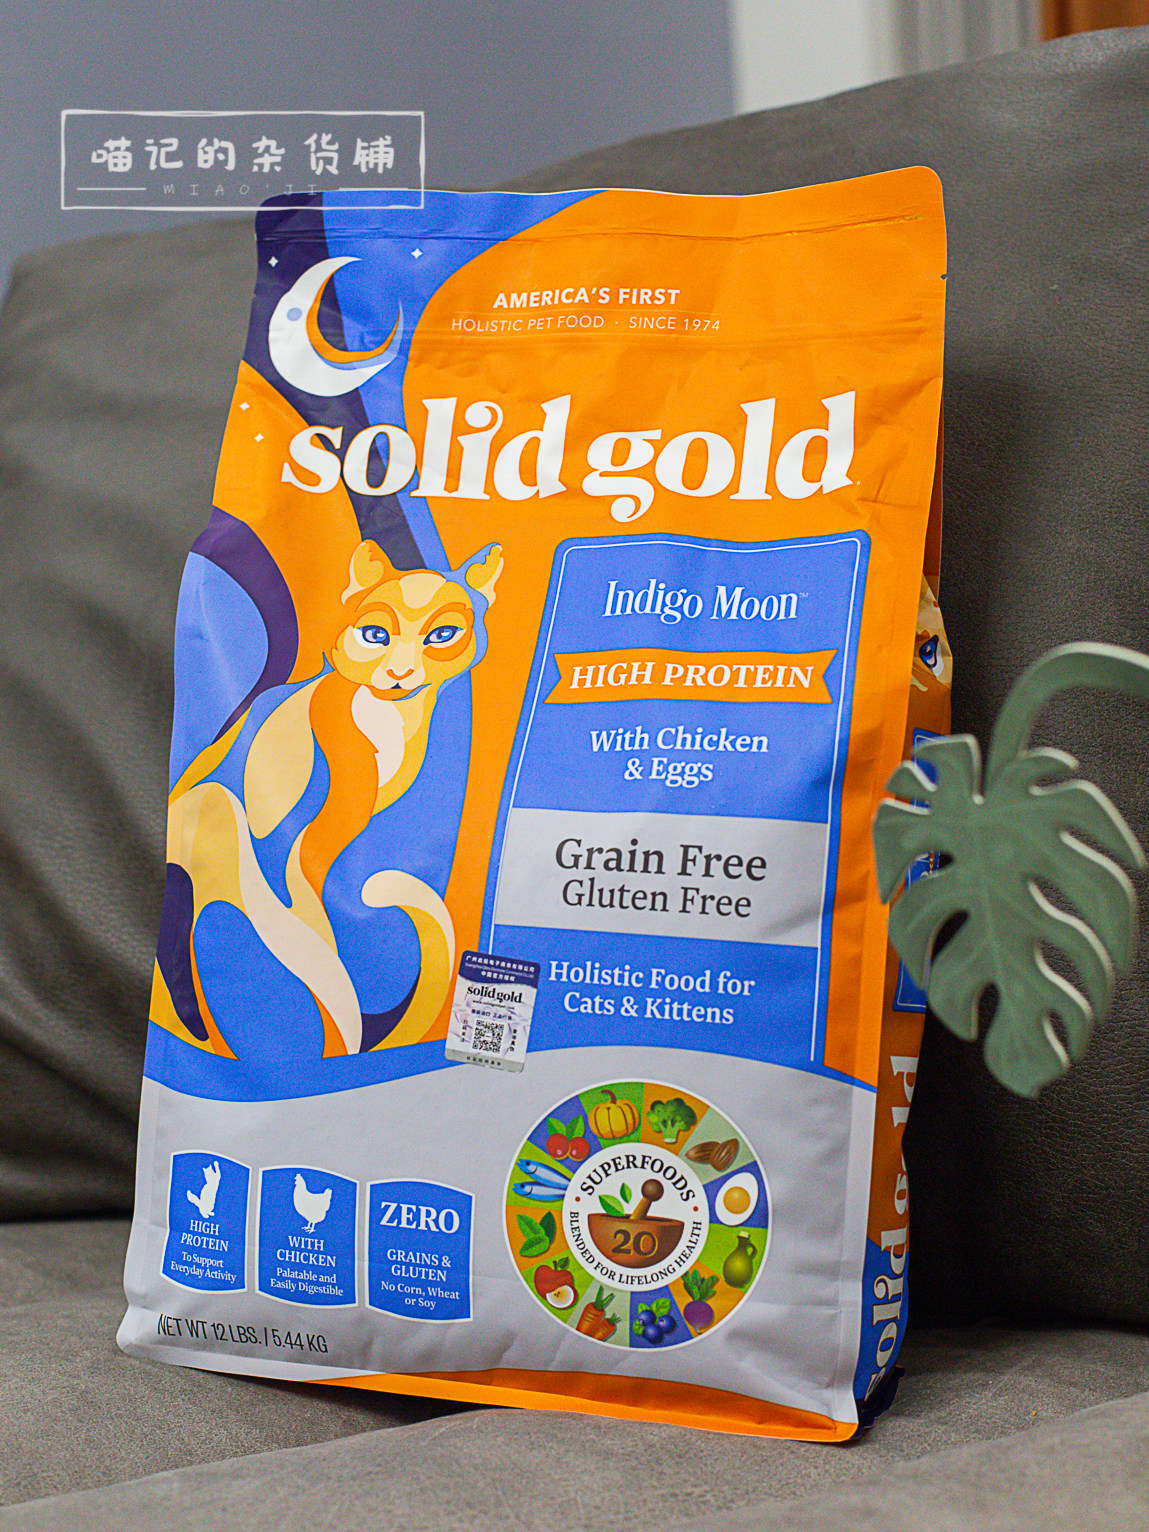 喵记的杂货铺
MIAO'JI
AMERICA'S FIRST
HOLISTIC PET FOOD · SINCE 1974
solid gold
Indigo Moon™
HIGH PROTEIN
With Chicken
& Eggs
Grain Free
Gluten Free
Holistic Food for
Cats & Kittens
solid gold
SUPERFOODS
20
BLENDED FOR LIFELONG HEALTH
HIGH
PROTEIN
To Support
Everyday Activity
WITH
CHICKEN
Palatable and
Easily Digestible
ZERO
GRAINS &
GLUTEN
No Corn, Wheat
or Soy
NET WT 12 LBS. / 5.44 KG
solid gold